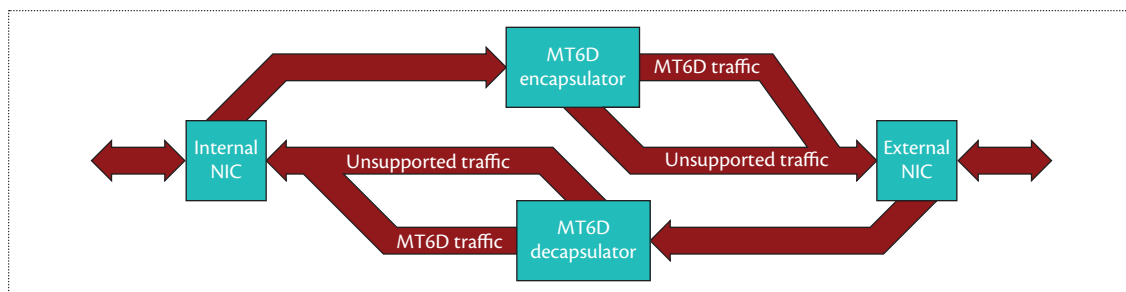 MT6D
encapsulator
MT6D traffic
Internal
NIC
Unsupported traffic
Unsupported traffic
External
NIC
MT6D traffic
MT6D
decapsulator